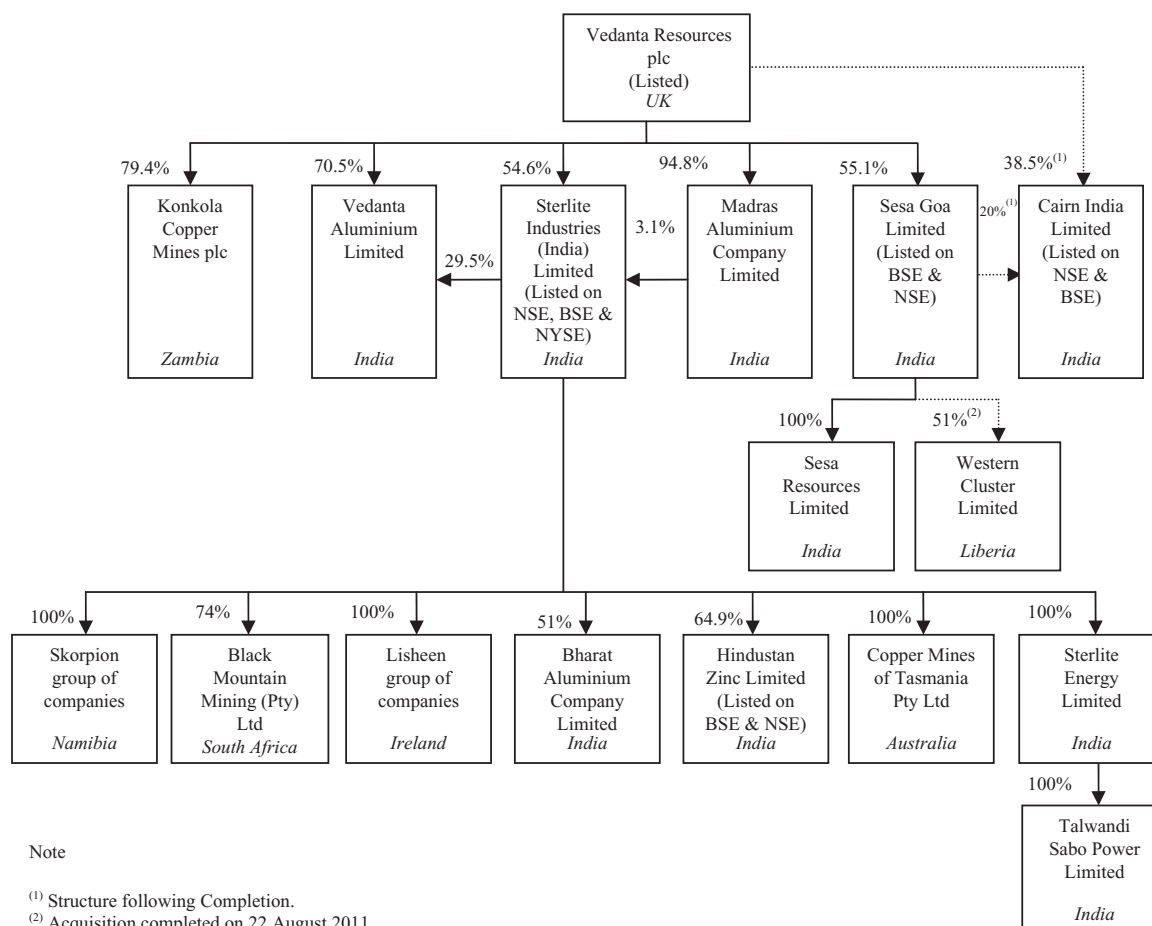 Vedanta Resources
plc
(Listed)
UK
79.4%
70.5%
54.6%
94.8%
55.1%
38.5%(1)
Konkola
Copper
Mines plc
Zambia
Vedanta
Aluminium
Limited
India
29.5%
Sterlite
Industries
(India)
Limited
(Listed on
NSE, BSE &
NYSE)
India
3.1%
Madras
Aluminium
Company
Limited
India
Sesa Goa
Limited
(Listed on
BSE &
NSE)
India
20%(1)
Cairn India
Limited
(Listed on
NSE &
BSE)
India
100%
51%(2)
Sesa
Resources
Limited
India
Western
Cluster
Limited
Liberia
100%
74%
100%
51%
64.9%
100%
100%
Skorpion
group of
companies
Namibia
Black
Mountain
Mining (Pty)
Ltd
South Africa
Lisheen
group of
companies
Ireland
Bharat
Aluminium
Company
Limited
India
Hindustan
Zinc Limited
(Listed on
BSE & NSE)
India
Copper Mines
of Tasmania
Pty Ltd
Australia
Sterlite
Energy
Limited
India
100%
Talwandi
Sabo Power
Limited
India
Note
(1) Structure following Completion.
(2) Acquisition completed on 22 August 2011